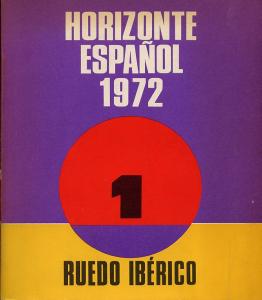 HORIZONTE
ESPAÑOL
1972
1
RUEDO IBÉRICO